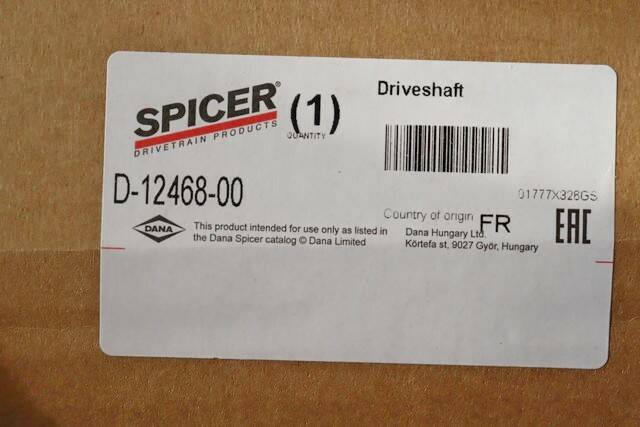 SPICER®
DRIVETRAIN PRODUCTS
(1)
QUANTITY
Driveshaft
D-12468-00
01777X326GS
Country of origin FR
EAC
DANA
This product intended for use only as listed in
the Dana Spicer catalog © Dana Limited
Dana Hungary Ltd.
Körtefa st, 9027 Győr, Hungary